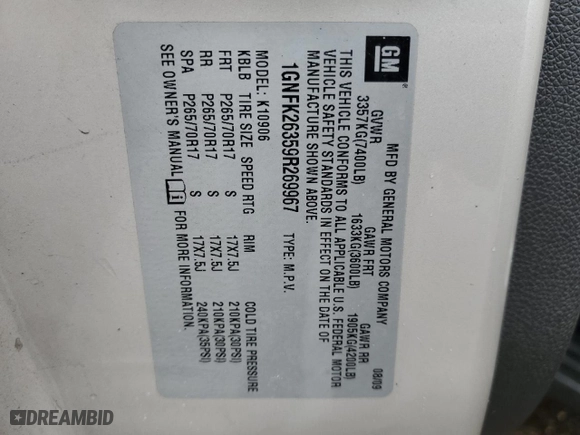 GM
®
MFD BY GENERAL MOTORS COMPANY 08/09
GVWR GAWR FRT GAWR RR
3357KG(7400LB) 1633KG(3600LB) 1905KG(4200LB)
THIS VEHICLE CONFORMS TO ALL APPLICABLE U.S. FEDERAL MOTOR
VEHICLE SAFETY STANDARDS IN EFFECT ON THE DATE OF
MANUFACTURE SHOWN ABOVE.
1GNFK26359R269967 TYPE: M.P.V.
MODEL: K10906
KBLB TIRE SIZE SPEED RTG RIM COLD TIRE PRESSURE
FRT P265/70R17 S 17X7.5J 210KPA(30PSI)
RR P265/70R17 S 17X7.5J 210KPA(30PSI)
SPA P265/70R17 S 17X7.5J 240KPA(35PSI)
SEE OWNER'S MANUAL i FOR MORE INFORMATION.
DREAMBID